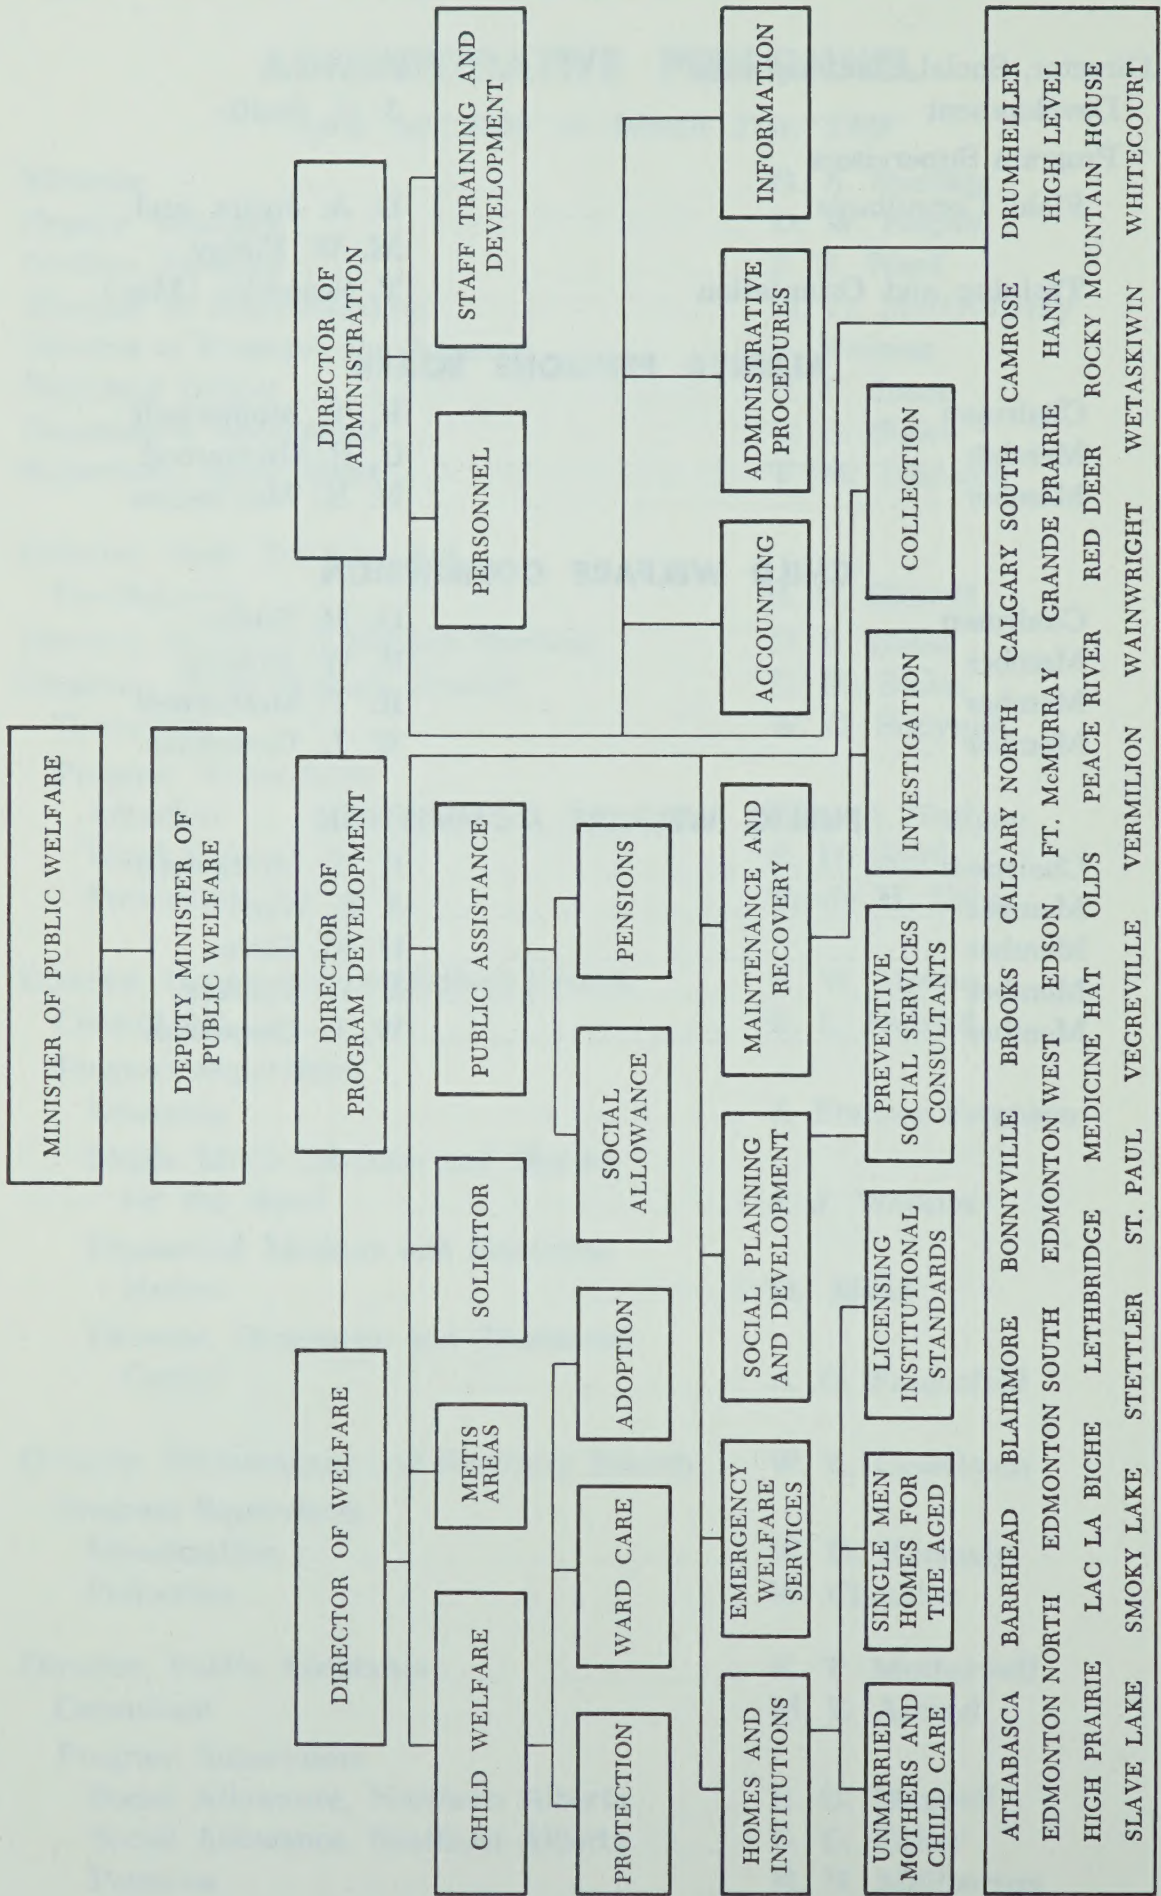 MINISTER OF PUBLIC WELFARE
DEPUTY MINISTER OF
PUBLIC WELFARE
DIRECTOR OF WELFARE
DIRECTOR OF
PROGRAM DEVELOPMENT
DIRECTOR OF
ADMINISTRATION
CHILD WELFARE
METIS
AREAS
SOLICITOR
PUBLIC ASSISTANCE
PERSONNEL
STAFF TRAINING AND
DEVELOPMENT
PROTECTION
WARD CARE
ADOPTION
SOCIAL
ALLOWANCE
PENSIONS
HOMES AND
INSTITUTIONS
EMERGENCY
WELFARE
SERVICES
SOCIAL PLANNING
AND DEVELOPMENT
MAINTENANCE AND
RECOVERY
ACCOUNTING
ADMINISTRATIVE
PROCEDURES
INFORMATION
UNMARRIED
MOTHERS AND
CHILD CARE
SINGLE MEN
HOMES FOR
THE AGED
LICENSING
INSTITUTIONAL
STANDARDS
PREVENTIVE
SOCIAL SERVICES
CONSUTANTS
INVESTIGATION
COLLECTION
ATHABASCA BARRHEAD BLAIRMORE BONNYVILLE BROOKS CALGARY NORTH CALGARY SOUTH CAMROSE DRUMHELLER
EDMONTON NORTH EDMONTON SOUTH EDMONTON WEST EDSON FT. McMURRAY GRANDE PRAIRIE HANNA HIGH LEVEL
HIGH PRAIRIE LAC LA BICHE LETHBRIDGE MEDICINE HAT OLDS PEACE RIVER RED DEER ROCKY MOUNTAIN HOUSE
SLAVE LAKE SMOKY LAKE STETTLER ST. PAUL VEGREVILLE VERMILION WAINWRIGHT WETASKIWIN WHITECOURT